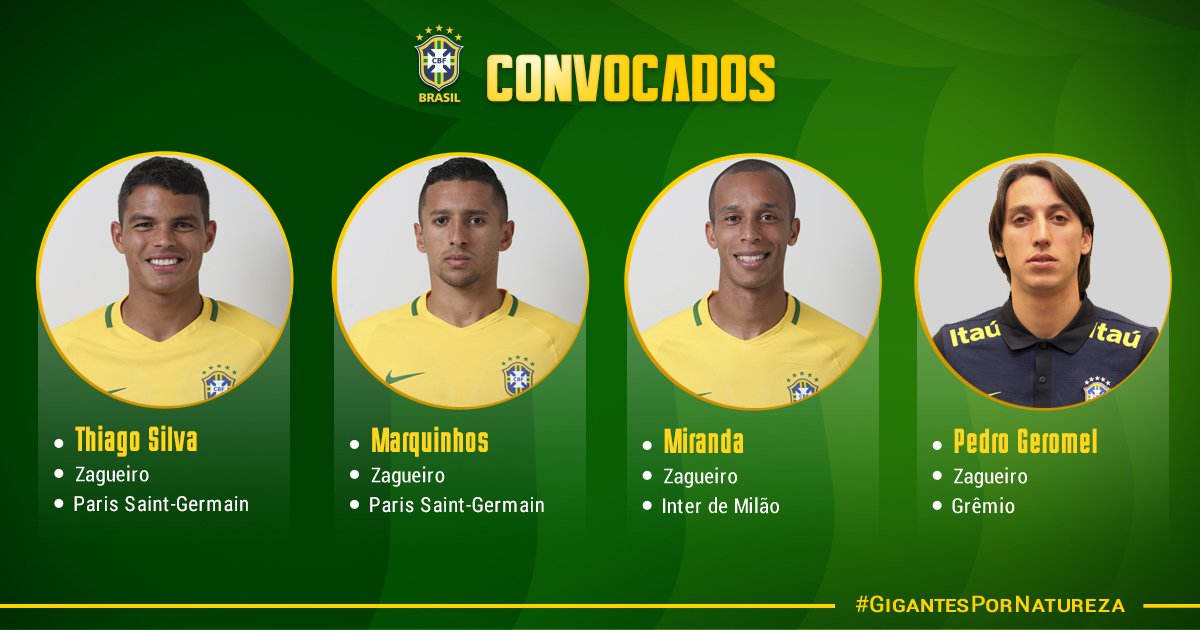 CBF
BRASIL
CONVOCADOS
Thiago Silva
Zagueiro
Paris Saint-Germain
Marquinhos
Zagueiro
Paris Saint-Germain
Miranda
Zagueiro
Inter de Milão
Itaú Itaú
Pedro Geromel
Zagueiro
Grêmio
#GIGANTESPORNATUREZA